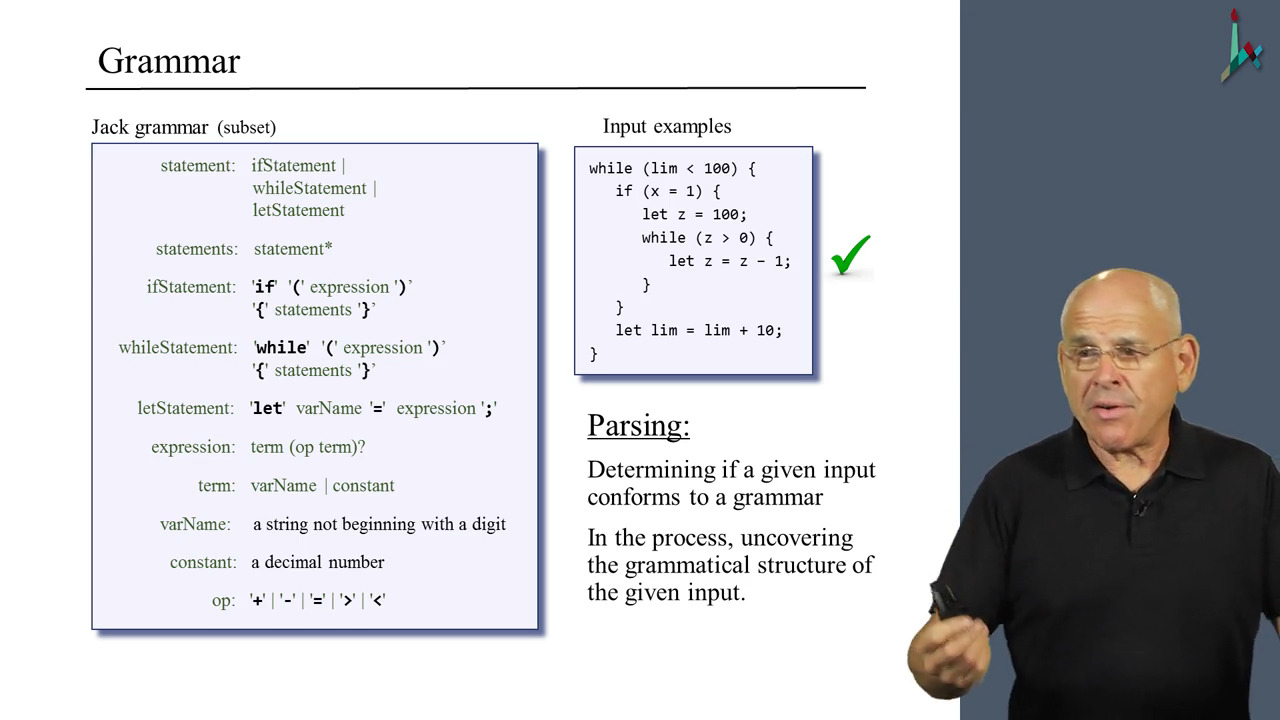 Grammar
Jack grammar (subset)
statement: ifStatement |
whileStatement |
letStatement
statements: statement*
ifStatement: 'if' '(' expression ')’
'{' statements '}’
whileStatement: 'while' '(' expression ')’
'{' statements '}’
letStatement: 'let' varName '=' expression ';'
expression: term (op term)?
term: varName | constant
varName: a string not beginning with a digit
constant: a decimal number
op: '+' | '-' | '=' | '>' | '<'
Input examples
while (lim < 100) {
if (x = 1) {
let z = 100;
while (z > 0) {
let z = z – 1;
}
}
let lim = lim + 10;
}
Parsing:
Determining if a given input
conforms to a grammar
In the process, uncovering
the grammatical structure of
the given input.